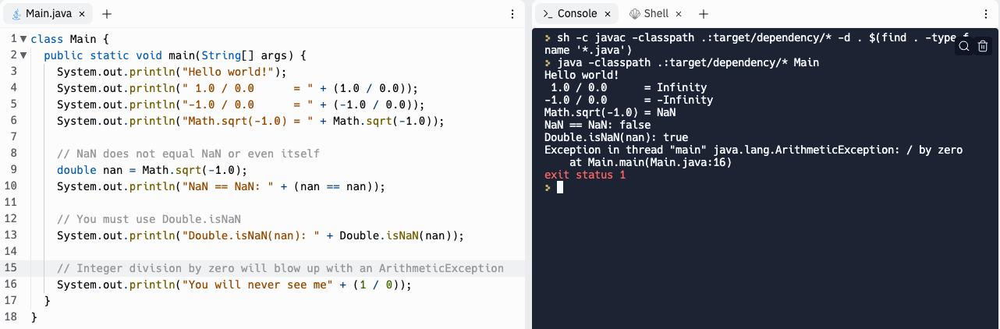 Main.java × +
1 class Main {
2 public static void main(String[] args) {
3 System.out.println("Hello world!");
4 System.out.println(" 1.0 / 0.0      = " + (1.0 / 0.0));
5 System.out.println("-1.0 / 0.0      = " + (-1.0 / 0.0));
6 System.out.println("Math.sqrt(-1.0) = " + Math.sqrt(-1.0));
7
8 // NaN does not equal NaN or even itself
9 double nan = Math.sqrt(-1.0);
10 System.out.println("NaN == NaN: " + (nan == nan));
11
12 // You must use Double.isNaN
13 System.out.println("Double.isNaN(nan): " + Double.isNaN(nan));
14
15 // Integer division by zero will blow up with an ArithmeticException
16 System.out.println("You will never see me" + (1 / 0));
17 }
18 }
>_ Console × Shell × +
> sh -c javac -classpath .:target/dependency/* -d . $(find . -type f
name '*.java')
> java -classpath .:target/dependency/* Main
Hello world!
 1.0 / 0.0      = Infinity
-1.0 / 0.0      = -Infinity
Math.sqrt(-1.0) = NaN
NaN == NaN: false
Double.isNaN(nan): true
Exception in thread "main" java.lang.ArithmeticException: / by zero
    at Main.main(Main.java:16)
exit status 1
>